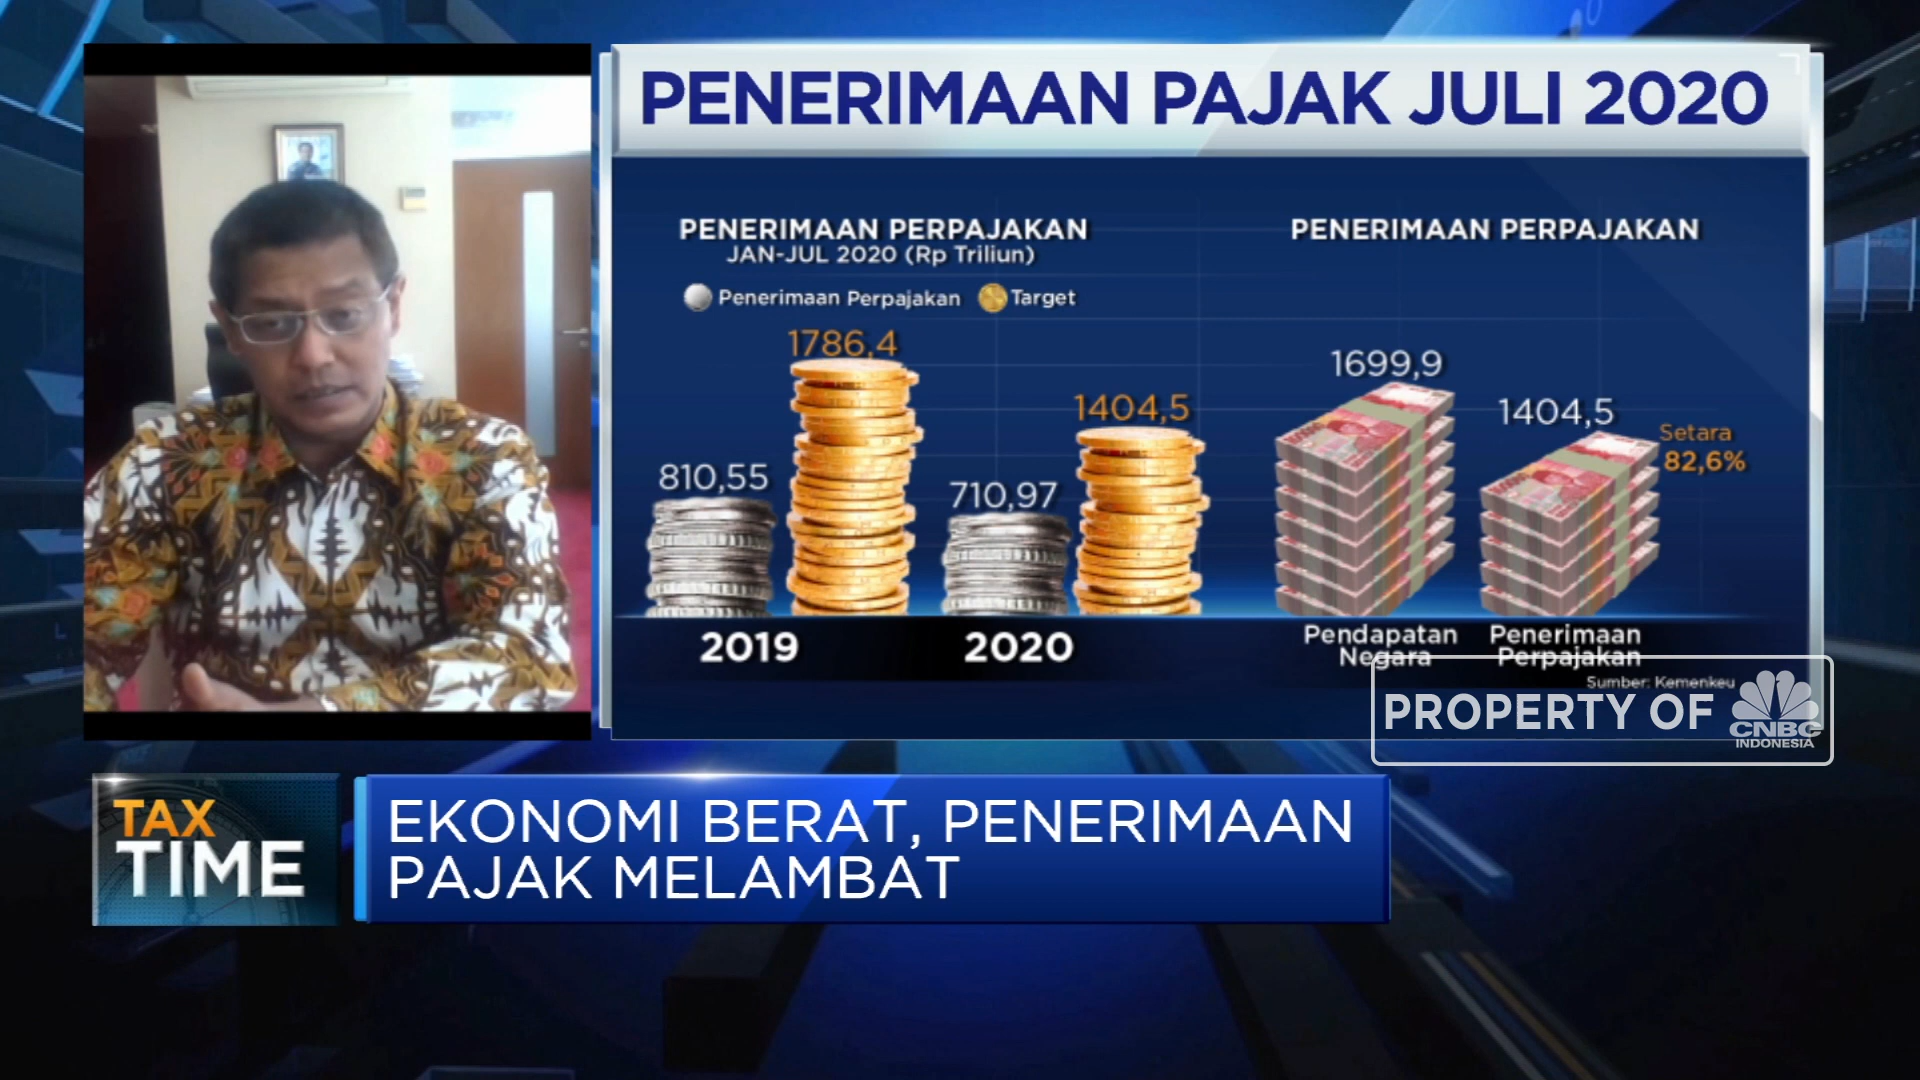 PENERIMAAN PAJAK JULI 2020
PENERIMAAN PERPAJAKAN
JAN-JUL 2020 (Rp Triliun)
Penerimaan Perpajakan Target
810,55
1786,4
710,97
1404,5
2019
2020
PENERIMAAN PERPAJAKAN
1699,9
1404,5
Setara
82,6%
Pendapatan
Negara
Penerimaan
Perpajakan
Sumber: Kemenkeu
PROPERTY OF
CNBC
INDONESIA
TAX
TIME
EKONOMI BERAT, PENERIMAAN
PAJAK MELAMBAT